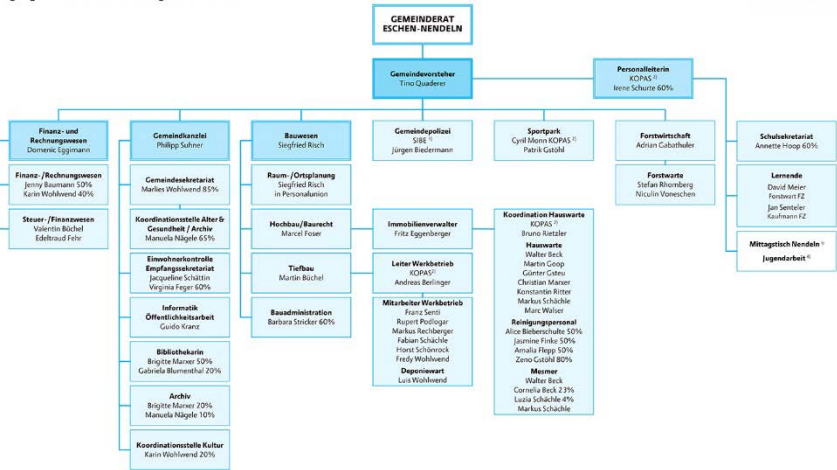 GEMEINDERAT
ESCHEN-NENDELN
Gemeindevorsteher
Tino Quaderer
Personalleiterin
KOPAS 2)
Irene Schurte 60%
Finanz- und
Rechnungswesen
Domenic Eggimann
Gemeindkanzlei
Philipp Suhner
Bauwesen
Siegfried Risch
Gemeindepolizei
SIBE 1)
Jürgen Biedermann
Sportpark
Cyril Monn KOPAS 2)
Patrik Gstöhl
Forstwirtschaft
Adrian Gabathuler
Schulsekretariat
Annette Hoop 60%
Finanz-/Rechnungswesen
Jenny Baumann 50%
Karin Wohlwend 40%
Steuer-/Finanzwesen
Valentin Büchel
Edeltraud Fehr
Gemeindesekretariat
Marlies Wohlwend 85%
Koordinationsstelle Alter &
Gesundheit / Archiv
Manuela Nägele 65%
Einwohnerkontrolle
Empfangssekretariat
Jacqueline Schättin
Virginia Feger 60%
Informatik
Öffentlichkeitsarbeit
Guido Kranz
Bibliothekarin
Brigitte Marxer 50%
Gabriela Blumenthal 20%
Archiv
Brigitte Marxer 20%
Manuela Nägele 10%
Koordinationsstelle Kultur
Karin Wohlwend 20%
Raum-/Ortsplanung
Siegfried Risch
in Personalunion
Hochbau/Baurecht
Marcel Foser
Tiefbau
Martin Büchel
Bauadministration
Barbara Stricker 60%
Immobilienverwalter
Fritz Eggenberger
Leiter Werkbetrieb
KOPAS 2)
Andreas Berlinger
Mitarbeiter Werkbetrieb
Franz Senti
Rupert Podlogar
Markus Rechberger
Fabian Schächle
Horst Schönrock
Fredy Wohlwend
Deponiewart
Luis Wohlwend
Koordination Hauswarte
KOPAS 2)
Bruno Rietzler
Hauswarte
Walter Beck
Martin Goop
Günter Gsteu
Christian Marxer
Konstantin Ritter
Markus Schächle
Marc Walser
Reinigungspersonal
Alice Bieberschulte 50%
Jasmine Finke 50%
Amalia Flepp 50%
Zeno Gstöhl 80%
Mesmer
Walter Beck
Cornelia Beck 23%
Luzia Schächle 4%
Markus Schächle
Forstwarte
Stefan Rhomberg
Niculin Voneschen
Lernende
David Meier
Forstwart FZ
Jan Senteler
Kaufmann FZ
Mittagstisch Nendeln
Jugendarbeit